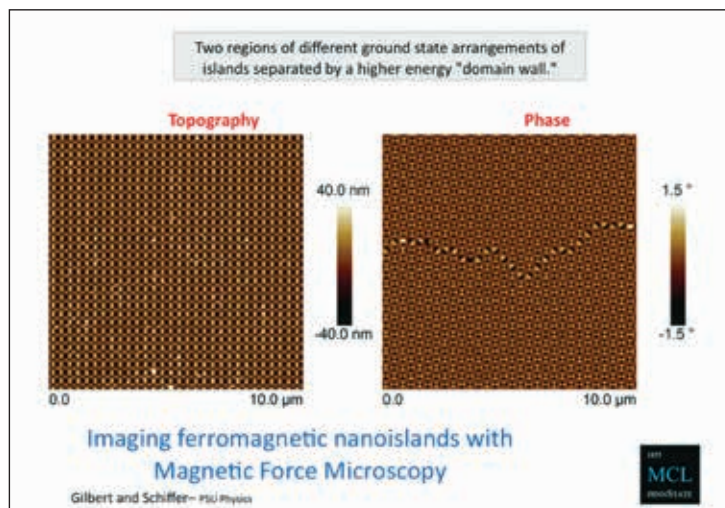 Two regions of different ground state arrangements of
islands separated by a higher energy "domain wall."
Topography
Phase
40.0 nm
-40.0 nm
1.5 °
-1.5 °
0.0
10.0 µm
0.0
10.0 µm
Imaging ferromagnetic nanoislands with
Magnetic Force Microscopy
Gilbert and Schiffer– PSU Physics
MCL
PENNSTATE